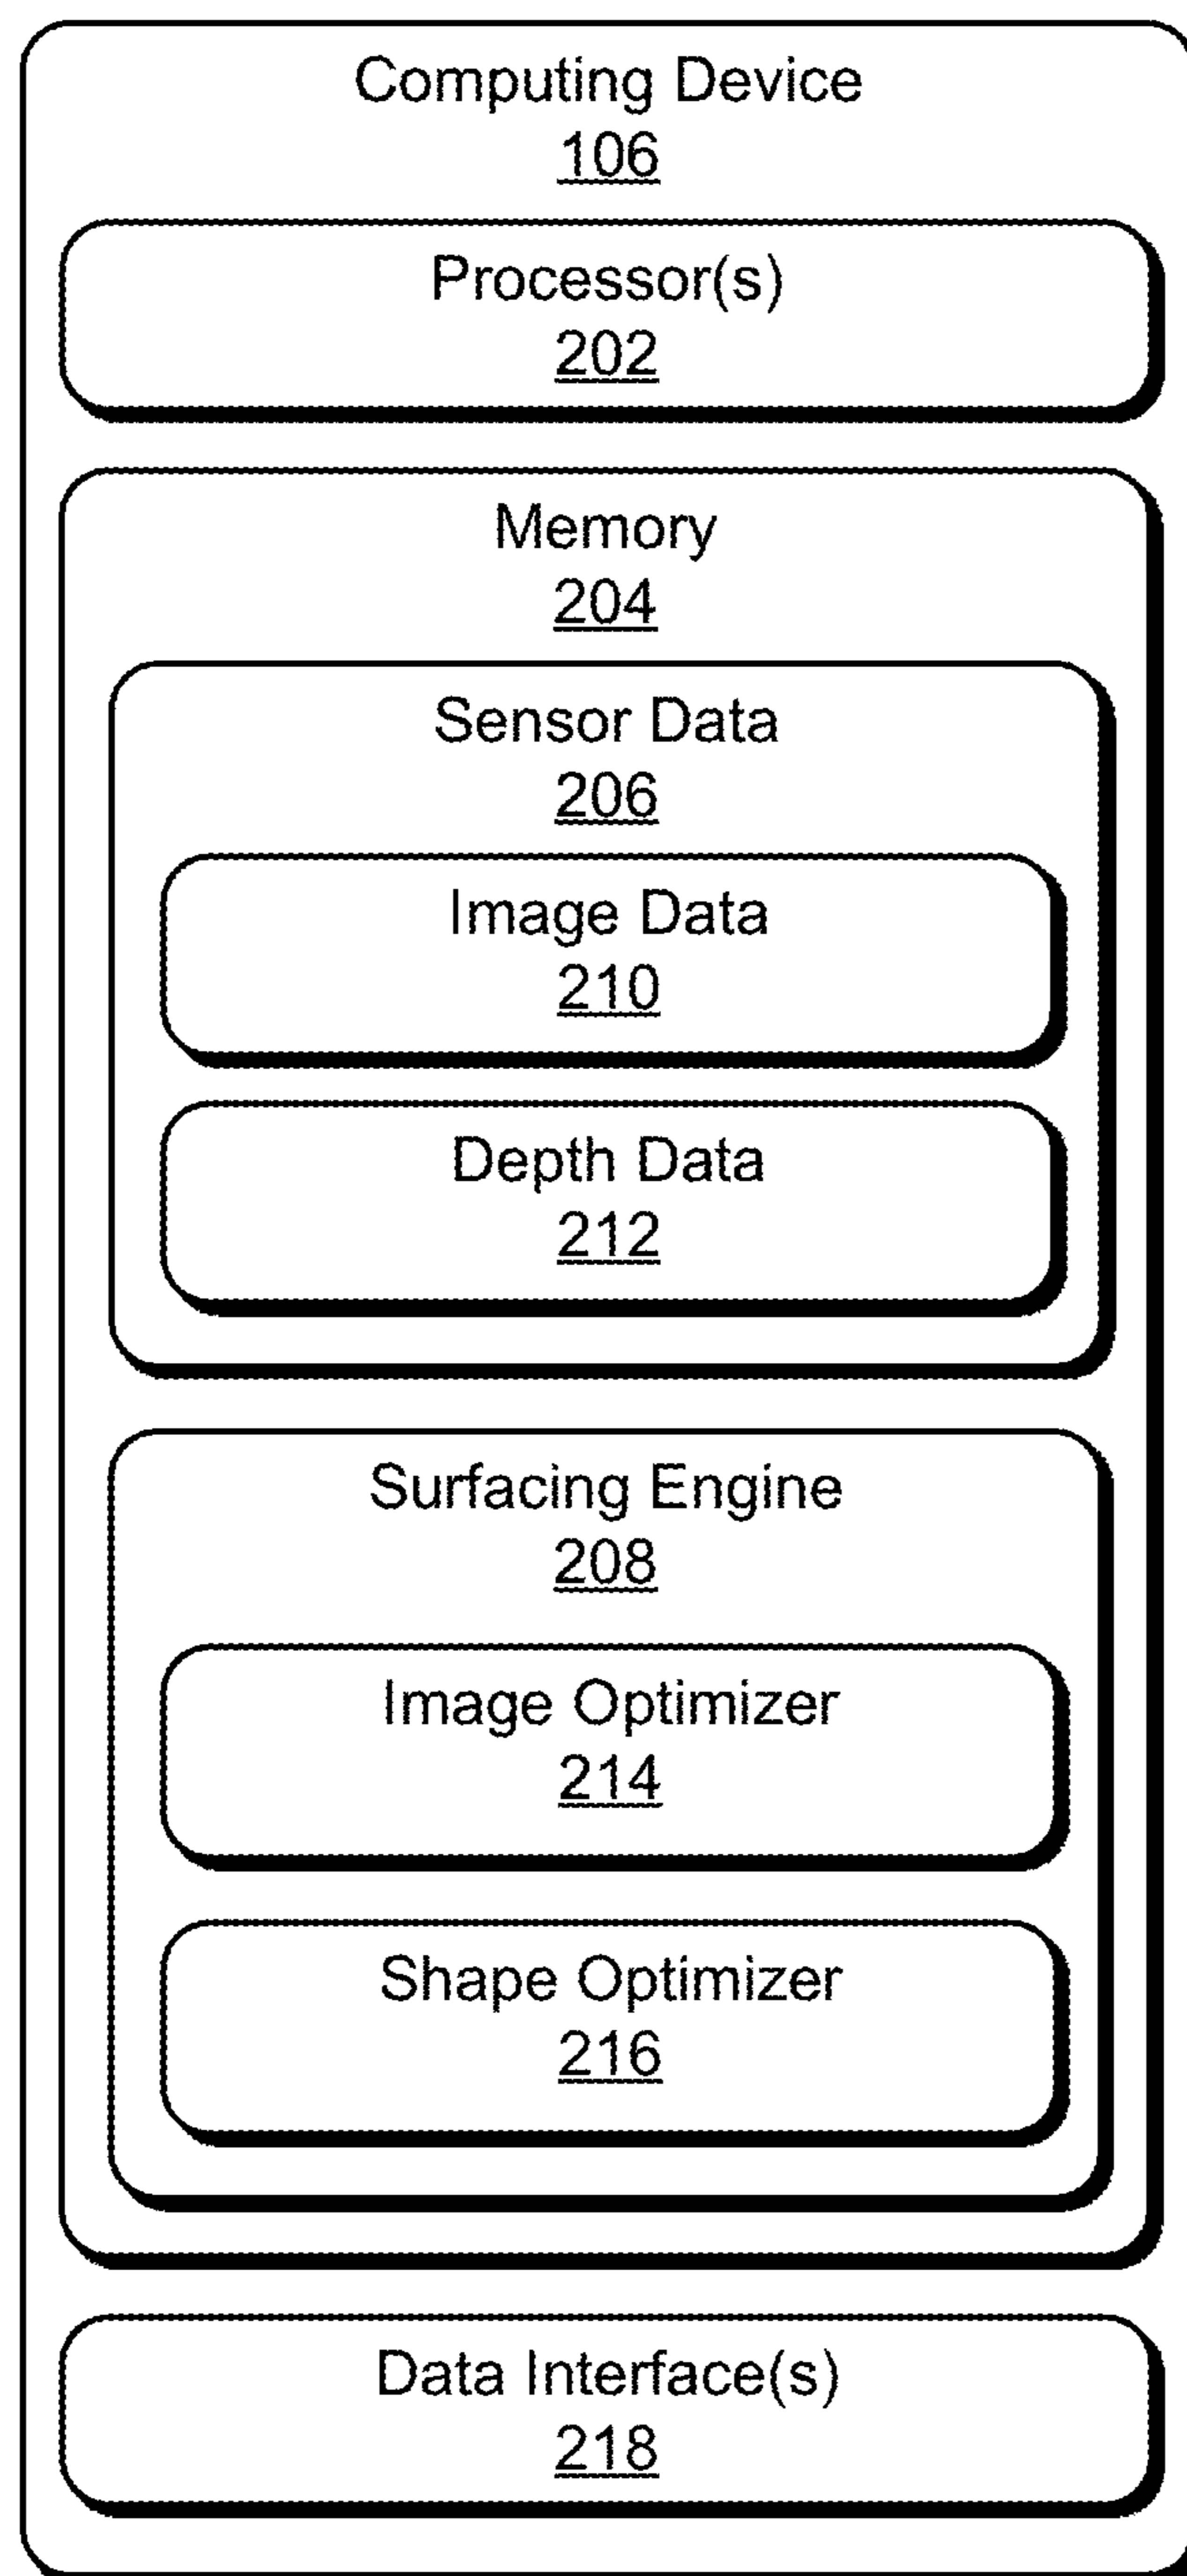 Computing Device
106
Processor(s)
202
Memory
204
Sensor Data
206
Image Data
210
Depth Data
212
Surfacing Engine
208
Image Optimizer
214
Shape Optimizer
216
Data Interface(s)
218